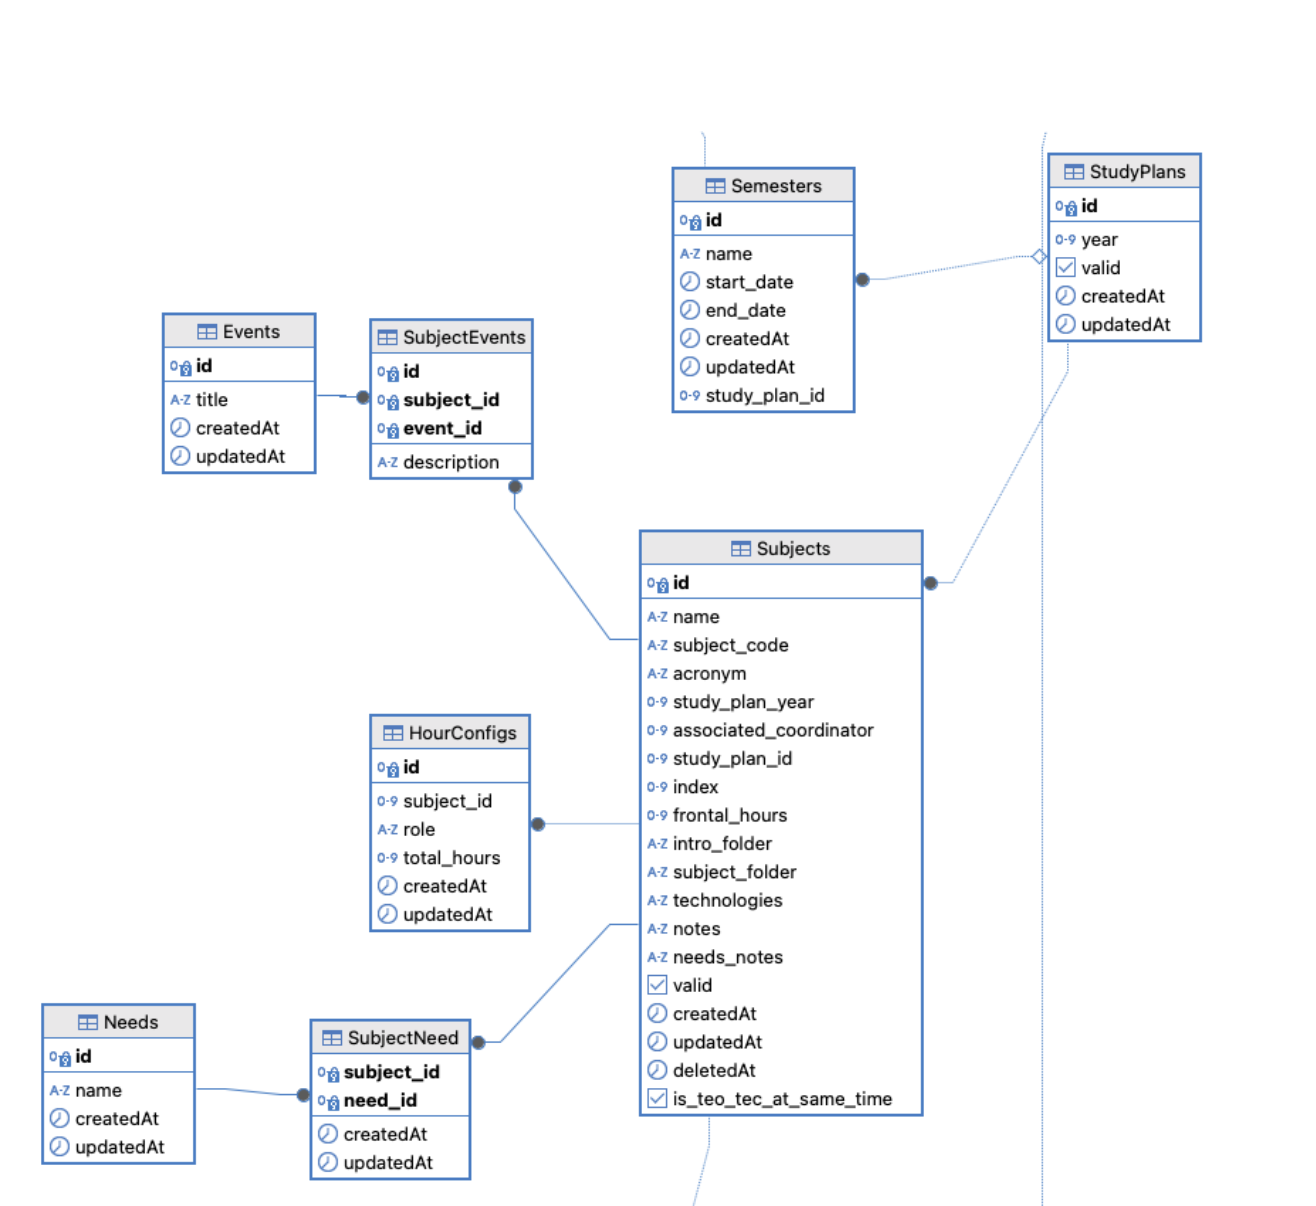 Semesters
id
name
start_date
end_date
createdAt
updatedAt
study_plan_id
StudyPlans
id
year
valid
createdAt
updatedAt
Events
id
title
createdAt
updatedAt
SubjectEvents
id
subject_id
event_id
description
Subjects
id
name
subject_code
acronym
study_plan_year
associated_coordinator
study_plan_id
index
frontal_hours
intro_folder
subject_folder
technologies
notes
needs_notes
valid
createdAt
updatedAt
deletedAt
is_teo_tec_at_same_time
HourConfigs
id
subject_id
role
total_hours
createdAt
updatedAt
Needs
id
name
createdAt
updatedAt
SubjectNeed
subject_id
need_id
createdAt
updatedAt